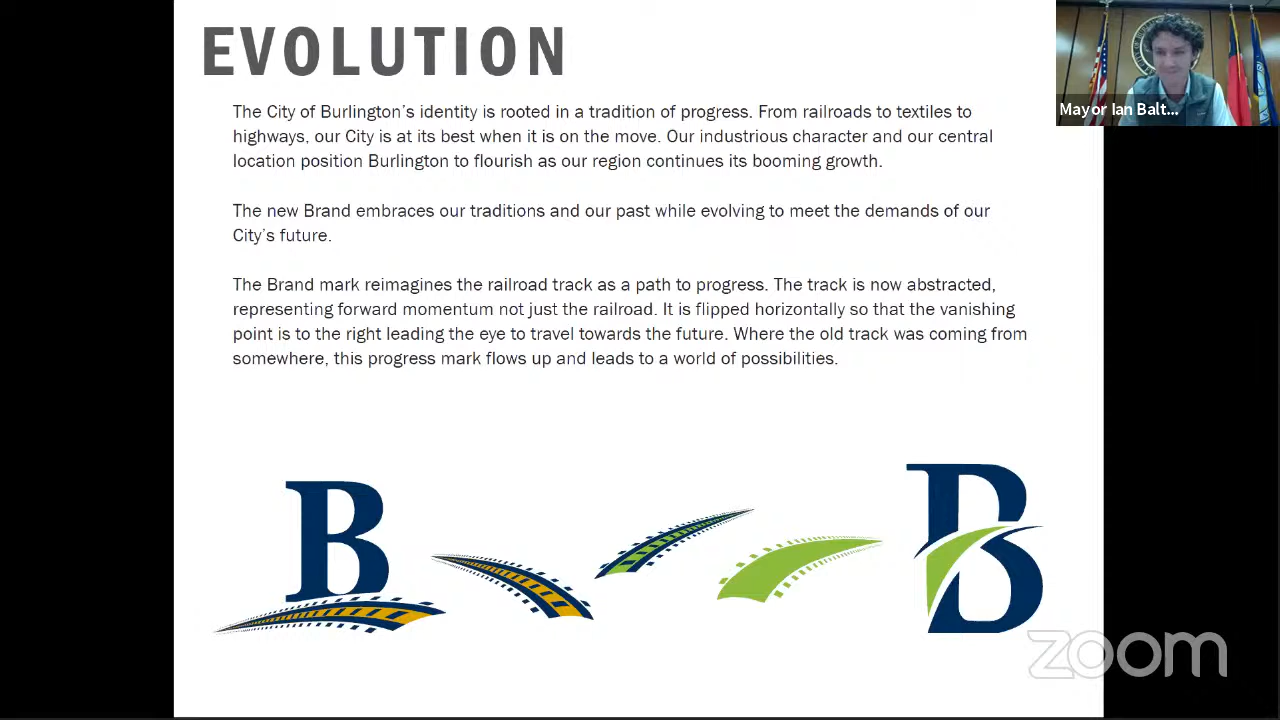 EVOLUTION
Mayor Ian Balt...
The City of Burlington's identity is rooted in a tradition of progress. From railroads to textiles to
highways, our City is at its best when it is on the move. Our industrious character and our central
location position Burlington to flourish as our region continues its booming growth.
The new Brand embraces our traditions and our past while evolving to meet the demands of our
City's future.
The Brand mark reimagines the railroad track as a path to progress. The track is now abstracted,
representing forward momentum not just the railroad. It is flipped horizontally so that the vanishing
point is to the right leading the eye to travel towards the future. Where the old track was coming from
somewhere, this progress mark flows up and leads to a world of possibilities.
B
B
zoom